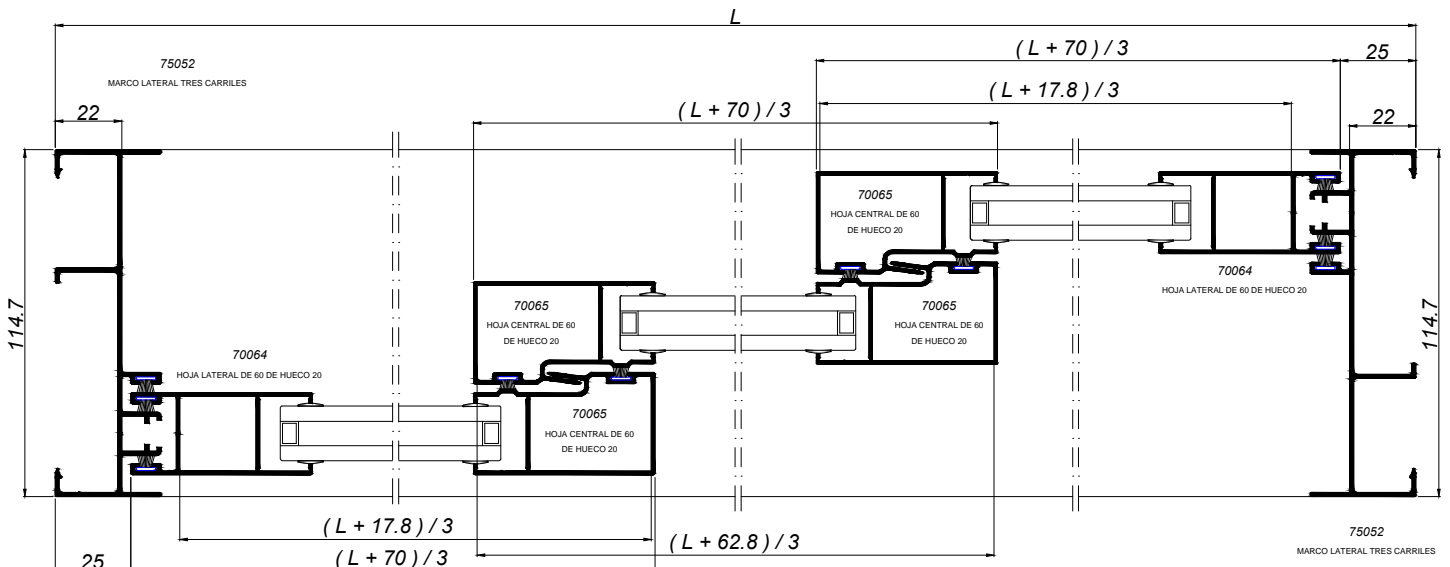 L
75052
MARCO LATERAL TRES CARRILES
( L + 70 ) / 3
25
( L + 17.8 ) / 3
( L + 70 ) / 3
22
22
70065
HOJA CENTRAL DE 60
DE HUECO 20
70064
HOJA LATERAL DE 60 DE HUECO 20
114.7
114.7
70065
HOJA CENTRAL DE 60
DE HUECO 20
70065
HOJA CENTRAL DE 60
DE HUECO 20
70064
HOJA LATERAL DE 60 DE HUECO 20
70065
HOJA CENTRAL DE 60
DE HUECO 20
( L + 17.8 ) / 3
( L + 62.8 ) / 3
75052
MARCO LATERAL TRES CARRILES
25
( L + 70 ) / 3